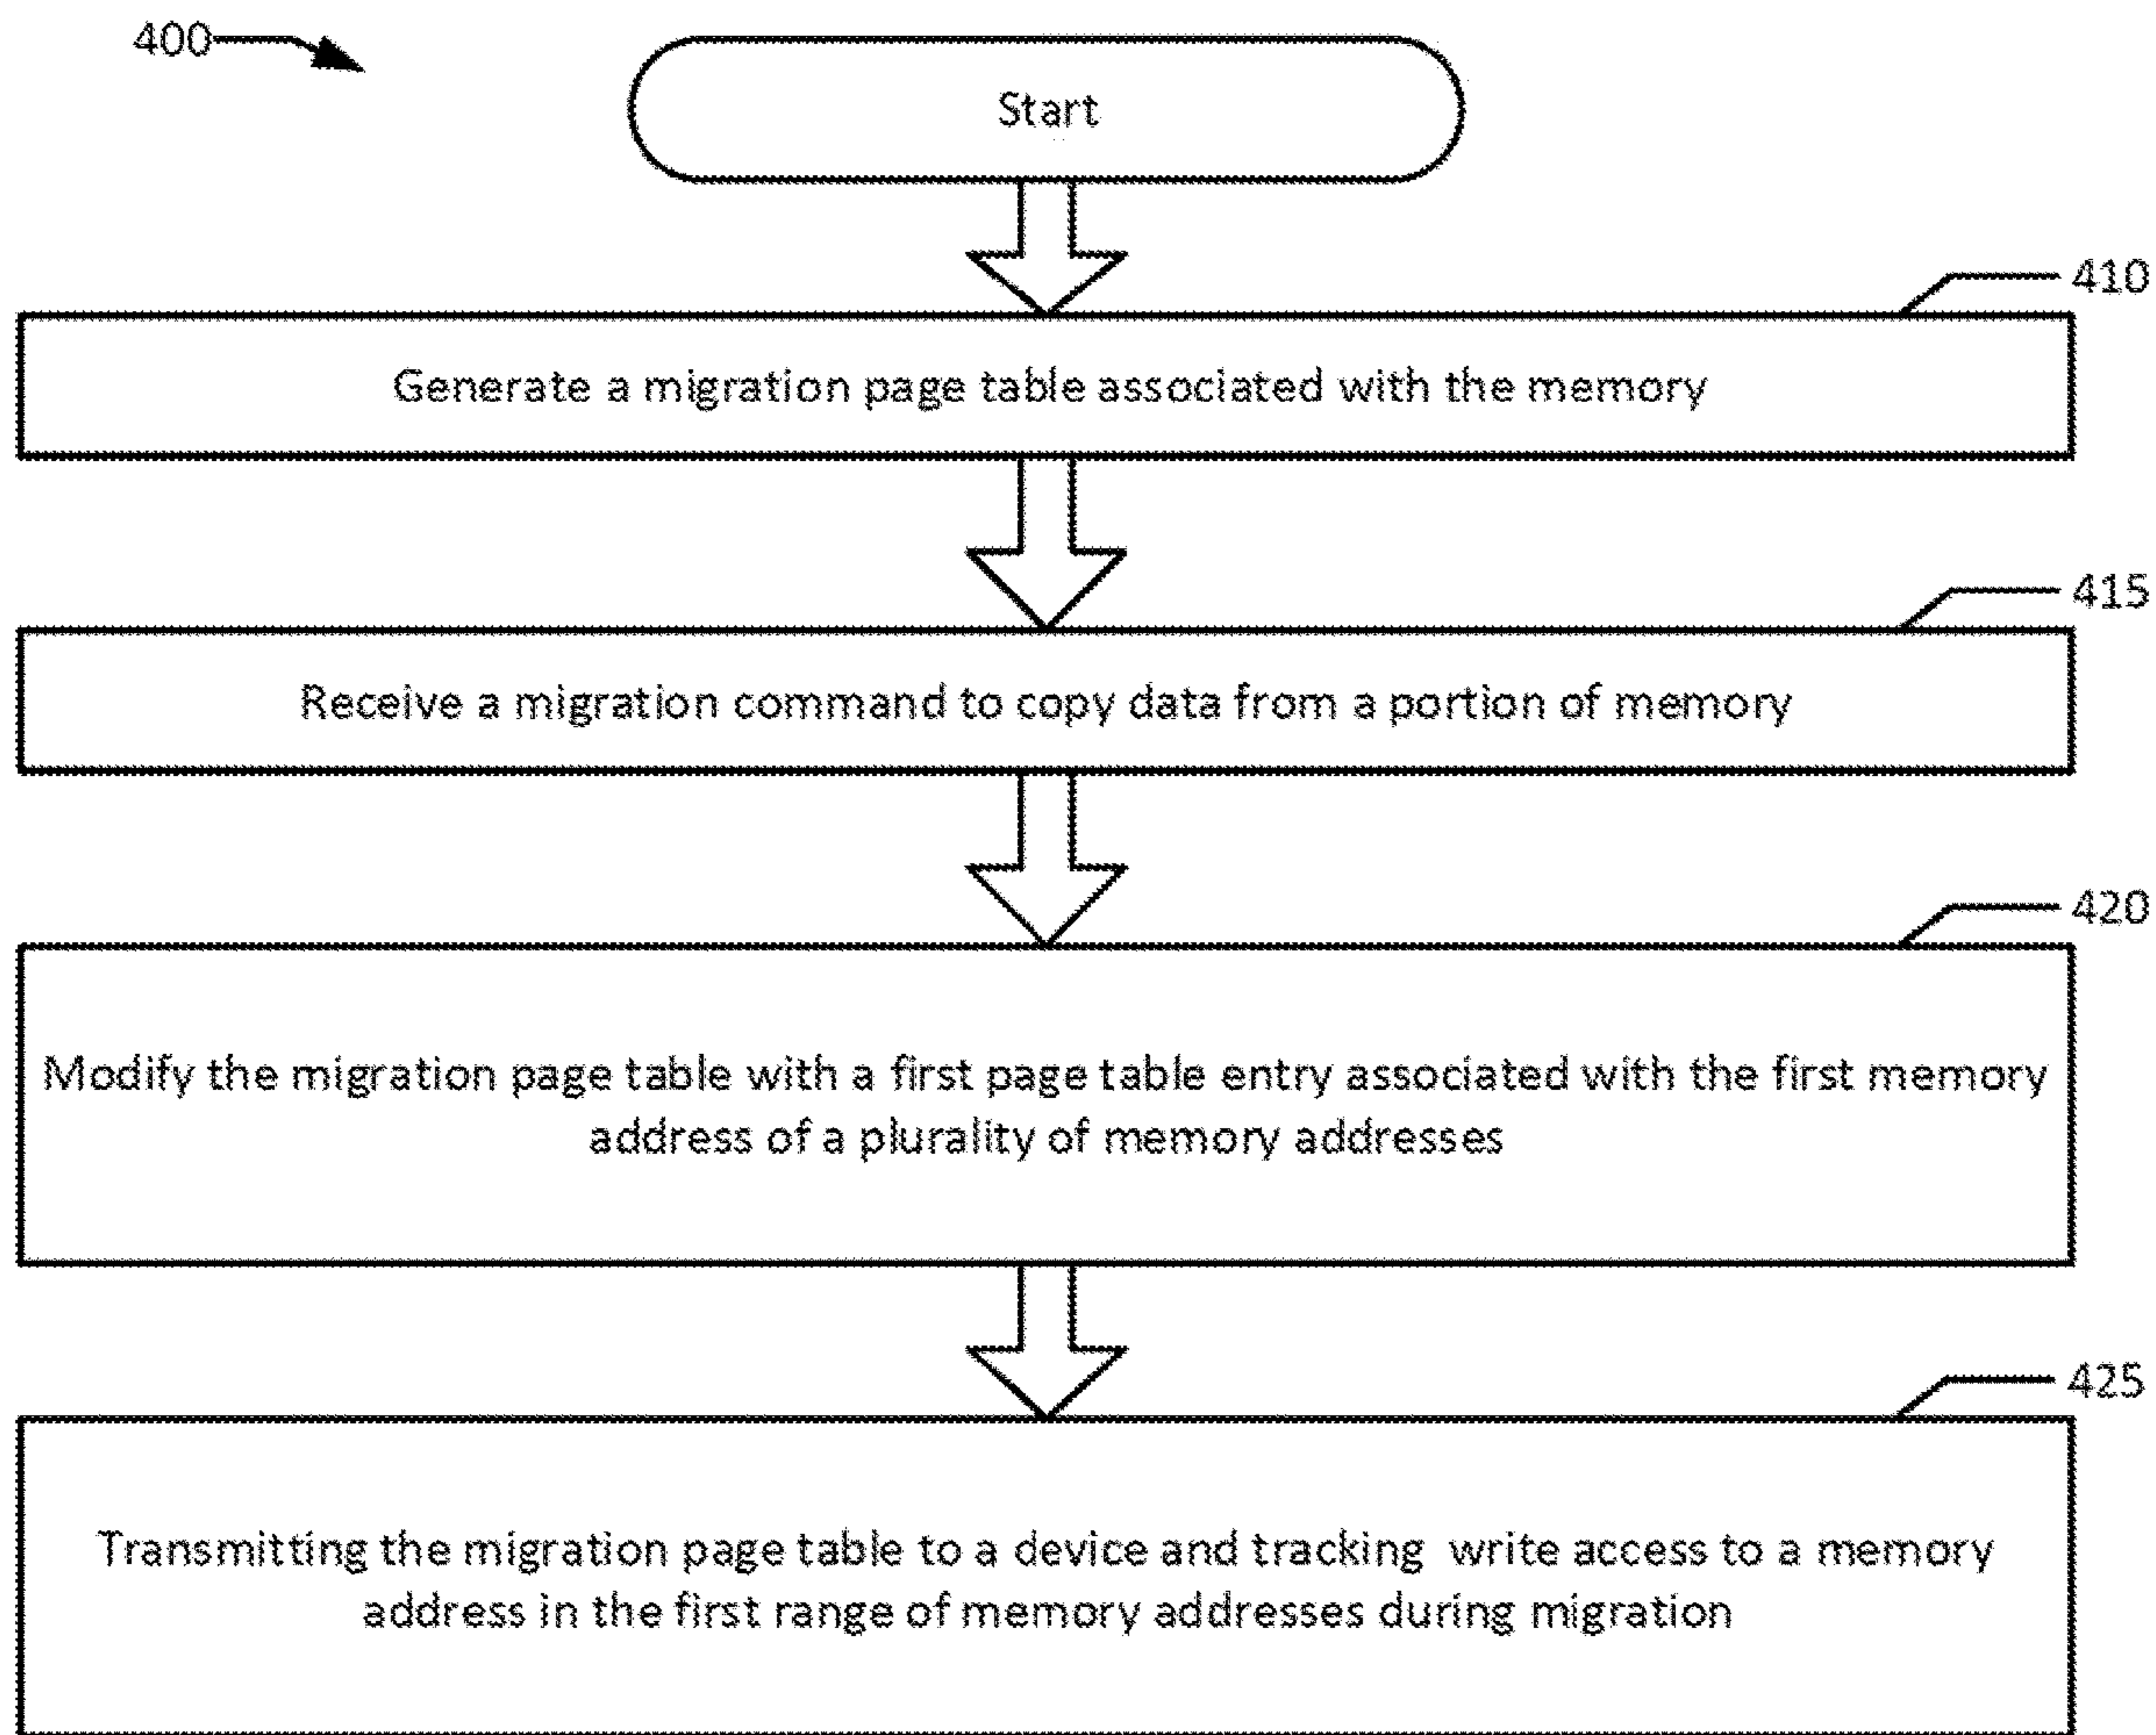 400
Start
410
Generate a migration page table associated with the memory
415
Receive a migration command to copy data from a portion of memory
420
Modify the migration page table with a first page table entry associated with the first memory
address of a plurality of memory addresses
425
Transmitting the migration page table to a device and tracking write access to a memory
address in the first range of memory addresses during migration